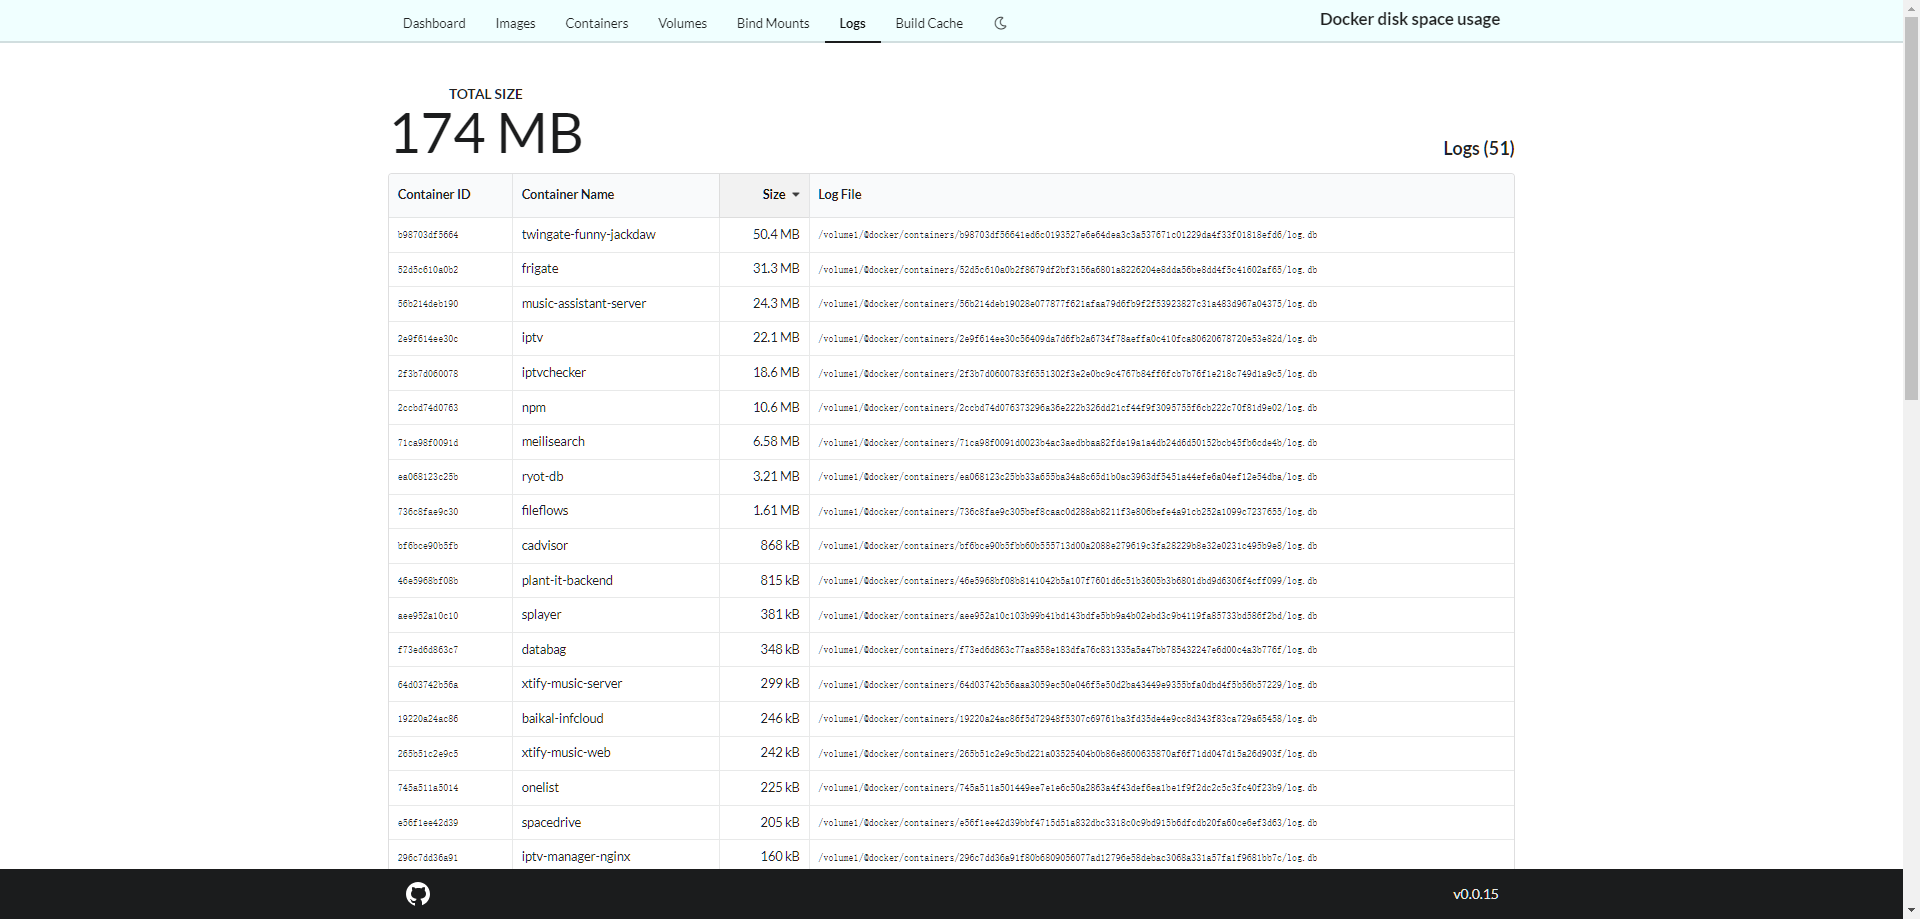 Dashboard Images Containers Volumes Bind Mounts Logs Build Cache Docker disk space usage
TOTAL SIZE
174 MB
Logs (51)
Container ID Container Name Size Log File
b98703df5664 twingate-funny-jackdaw 50.4 MB /volume1/@docker/containers/b98703df56641ed6c0193527e6e64dea3c3a537671c01229da4f33f01818efd6/log.db
52d5c610a0b2 frigate 31.3 MB /volume1/@docker/containers/52d5c610a0b2f8679df2bf3156a6801a8226204e8dda56be8dd4f5c41602af65/log.db
56b214deb190 music-assistant-server 24.3 MB /volume1/@docker/containers/56b214deb19028e077877f621afaa79d6fb9f2f53923827c31a483d967a04375/log.db
2e9f614ee30c iptv 22.1 MB /volume1/@docker/containers/2e9f614ee30c56409da7d6fb2a6734f78aeffa0c410fca80620678720e53e82d/log.db
2f3b7d060078 iptvchecker 18.6 MB /volume1/@docker/containers/2f3b7d0600783f6551302f3e2e0bc9c4767b84ff6fcb7b76f1e218c749d1a9c5/log.db
2ccbd74d0763 npm 10.6 MB /volume1/@docker/containers/2ccbd74d076373296a36e222b326dd21cf44f9f3095755f6cb222c70f81d9e02/log.db
71ca98f0091d meilisearch 6.58 MB /volume1/@docker/containers/71ca98f0091d0023b4ac3aedbbaa82fde19a1a4db24d6d50152bcb45fb6cde4b/log.db
ea068123c25b ryot-db 3.21 MB /volume1/@docker/containers/ea068123c25bb33a655ba34a8c65d1b0ac3963df5451a44efe6a04ef12e54dba/log.db
736c8fae9c30 fileflows 1.61 MB /volume1/@docker/containers/736c8fae9c305bef8caac0d288ab8211f3e806befe4a91cb252a1099c7237655/log.db
bf6bce90b5fb cadvisor 868 kB /volume1/@docker/containers/bf6bce90b5fbb60b555713d00a2088e279619c3fa28229b8e32e0231c495b9e8/log.db
46e5968bf08b plant-it-backend 815 kB /volume1/@docker/containers/46e5968bf08b8141042b5a107f7601d6c51b3605b3b6801dbd9d6306f4cff099/log.db
aee952a10c10 splayer 381 kB /volume1/@docker/containers/aee952a10c103b99b41bd143bdfe5bb9a4b02ebd3c9b4119fa85733bd586f2bd/log.db
f73ed6d863c7 databag 348 kB /volume1/@docker/containers/f73ed6d863c77aa858e183dfa76c831335a5a47bb785432247e6d00c4a3b776f/log.db
64d03742b56a xtify-music-server 299 kB /volume1/@docker/containers/64d03742b56aaa3059ec50e046f5e50d2ba43449e9355bfa0dbd4f5b56b57229/log.db
19220a24ac86 baikal-infcloud 246 kB /volume1/@docker/containers/19220a24ac86f5d72948f5307c69761ba3fd35de4e9cc8d343f83ca729a65458/log.db
265b51c2e9c5 xtify-music-web 242 kB /volume1/@docker/containers/265b51c2e9c5bd221a03525404b0b86e8600635870af6f71dd047d15a26d903f/log.db
745a511a5014 onelist 225 kB /volume1/@docker/containers/745a511a501449ee7e1e6c50a2863a4f43def6ea1be1f9f2dc2c5c3fc40f23b9/log.db
e56f1ee42d39 spacedrive 205 kB /volume1/@docker/containers/e56f1ee42d39bbf4715d51a832dbc3318c0c9bd915b6dfcdb20fa60ce6ef3d63/log.db
296c7dd36a91 iptv-manager-nginx 160 kB /volume1/@docker/containers/296c7dd36a91f80b6809056077ad12796e58debac3068a331a57fa1f9681bb7c/log.db
v0.0.15